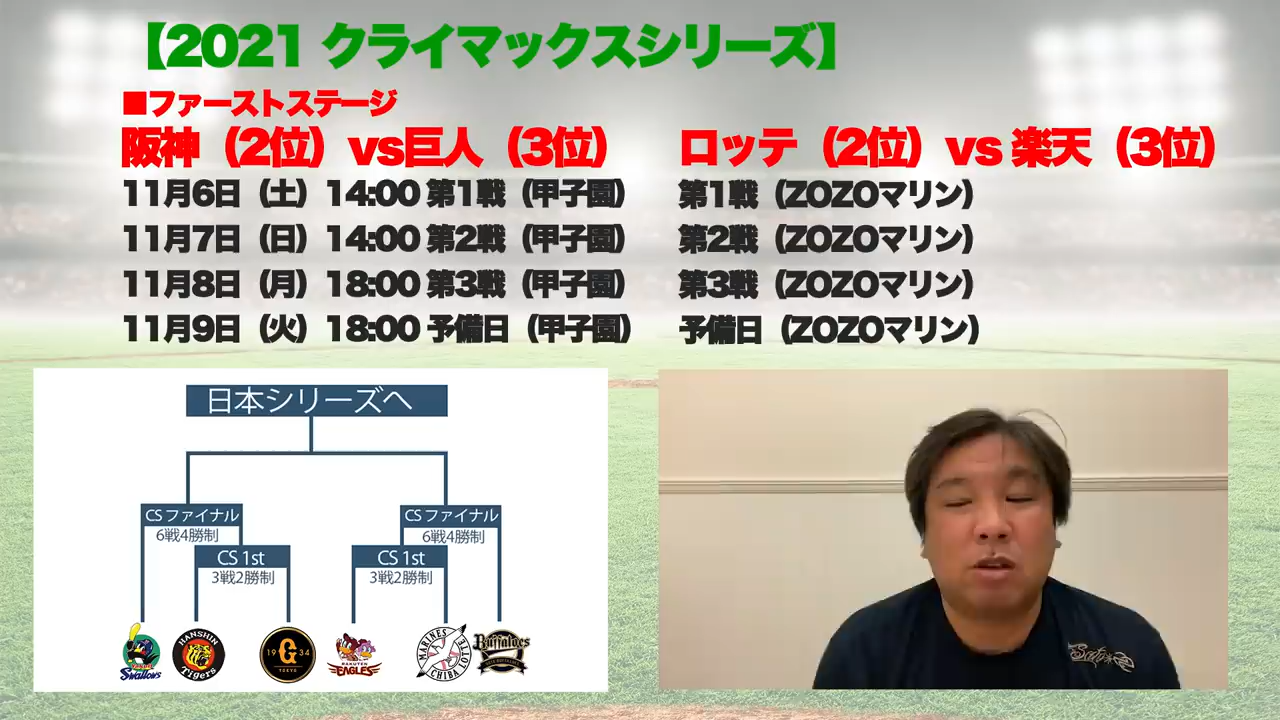 【2021 クライマックスシリーズ】
■ファーストステージ
阪神（2位）vs巨人（3位）
11月6日（土）14:00 第1戦（甲子園）
11月7日（日）14:00 第2戦（甲子園）
11月8日（月）18:00 第3戦（甲子園）
11月9日（火）18:00 予備日（甲子園）
ロッテ（2位）vs 楽天（3位）
第1戦（ZOZOマリン）
第2戦（ZOZOマリン）
第3戦（ZOZOマリン）
予備日（ZOZOマリン）
日本シリーズへ
CS ファイナル
6戦4勝制
CS 1st
3戦2勝制
CS ファイナル
6戦4勝制
CS 1st
3戦2勝制
Swallows
HANSHIN
Tigers
19 34
TOKYO
RAKUTEN
EAGLES
MARINES
CHIBA LOTTE
Buffaloes